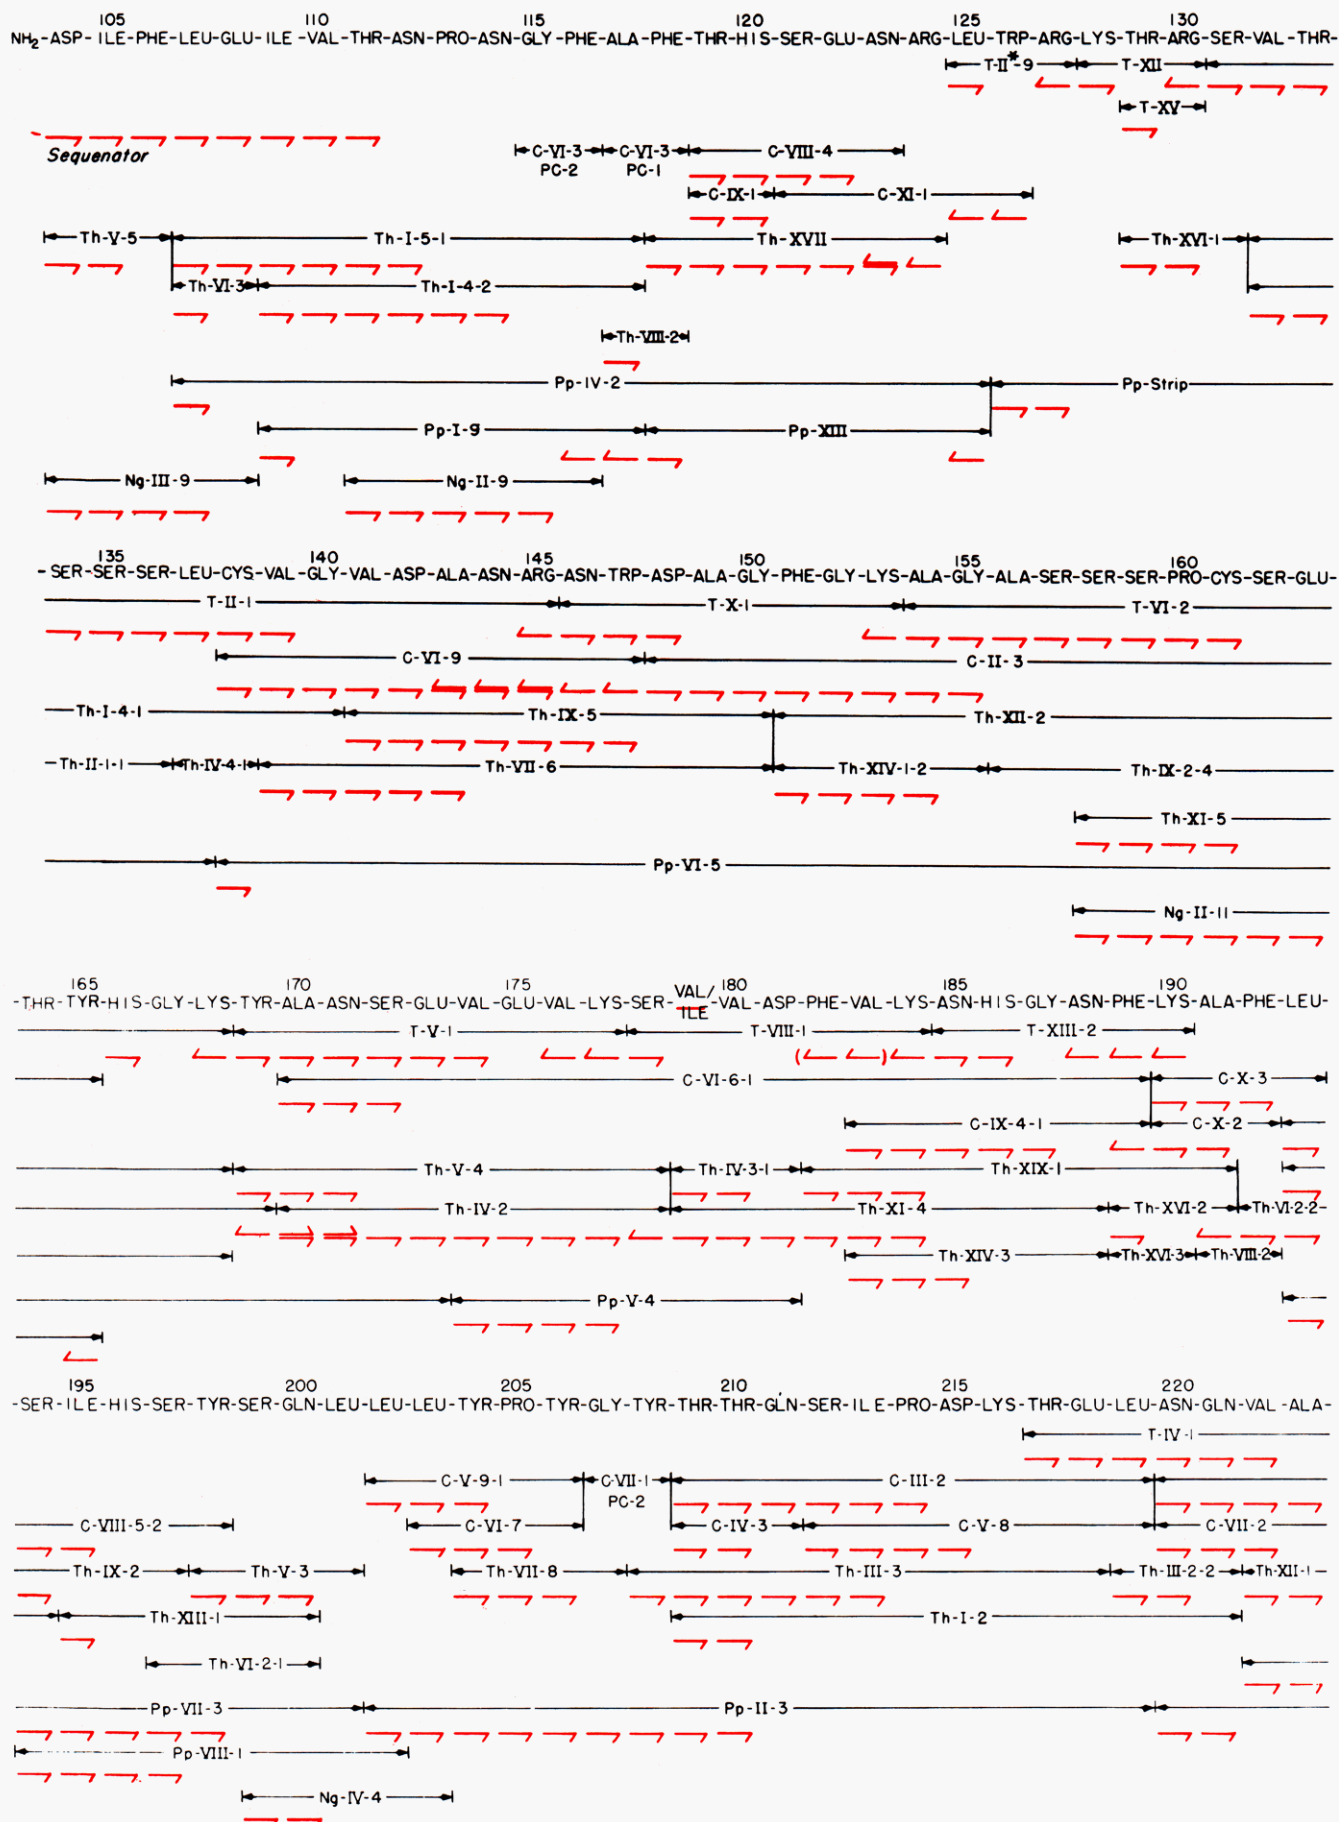 105 110 115 120 125 130
NH2-ASP-ILE-PHE-LEU-GLU-ILE-VAL-THR-ASN-PRO-ASN-GLY-PHE-ALA-PHE-THR-HIS-SER-GLU-ASN-ARG-LEU-TRP-ARG-LYS-THR-ARG-SER-VAL-THR-
T-II*-9 T-XII
T-XV
Sequenator
C-VI-3 C-VI-3 C-VIII-4
PC-2 PC-1
C-IX-1 C-XI-1
Th-V-5 Th-I-5-1 Th-XVII Th-XVI-1
Th-VI-3 Th-I-4-2
Th-VIII-2
Pp-IV-2 Pp-Strip
Pp-I-9 Pp-XIII
Ng-III-9 Ng-II-9
135 140 145 150 155 160
-SER-SER-SER-LEU-CYS-VAL-GLY-VAL-ASP-ALA-ASN-ARG-ASN-TRP-ASP-ALA-GLY-PHE-GLY-LYS-ALA-GLY-ALA-SER-SER-SER-PRO-CYS-SER-GLU-
T-II-1 T-X-1 T-VI-2
C-VI-9 C-II-3
Th-I-4-1 Th-IX-5 Th-XII-2
Th-II-1-1 Th-IV-4-1 Th-VII-6 Th-XIV-1-2 Th-IX-2-4
Th-XI-5
Pp-VI-5
Ng-II-11
165 170 175 180 185 190
-THR-TYR-HIS-GLY-LYS-TYR-ALA-ASN-SER-GLU-VAL-GLU-VAL-LYS-SER-VAL/ILE-VAL-ASP-PHE-VAL-LYS-ASN-HIS-GLY-ASN-PHE-LYS-ALA-PHE-LEU-
T-V-1 T-VIII-1 T-XIII-2
C-VI-6-1 C-X-3
C-IX-4-1 C-X-2
Th-V-4 Th-IV-3-1 Th-XIX-1
Th-IV-2 Th-XI-4 Th-XVI-2 Th-VI-2-2
Th-XIV-3 Th-XVI-3 Th-VIII-2
Pp-V-4
195 200 205 210 215 220
-SER-ILE-HIS-SER-TYR-SER-GLN-LEU-LEU-LEU-TYR-PRO-TYR-GLY-TYR-THR-THR-GLN-SER-ILE-PRO-ASP-LYS-THR-GLU-LEU-ASN-GLN-VAL-ALA-
T-IV-1
C-V-9-1 C-VII-1 C-III-2
PC-2
C-VIII-5-2 C-VI-7 C-IV-3 C-V-8 C-VII-2
Th-IX-2 Th-V-3 Th-VII-8 Th-III-3 Th-III-2-2 Th-XII-1
Th-XIII-1 Th-I-2
Th-VI-2-1
Pp-VII-3 Pp-II-3
Pp-VIII-1
Ng-IV-4